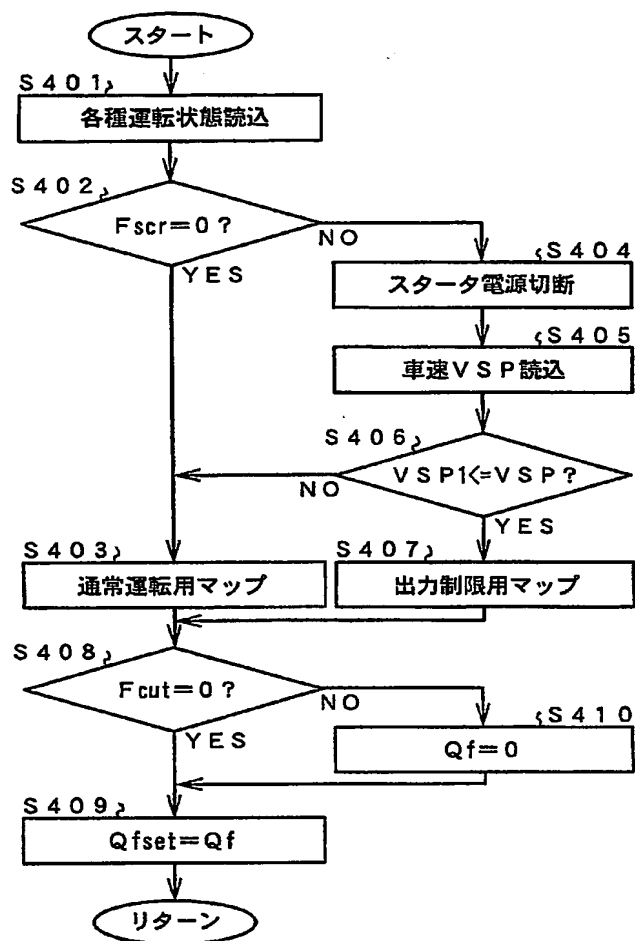 スタート
S401
各種運転状態読込
S402
Fscr=0?
NO
YES
S404
スタータ電源切断
S405
車速VSP読込
S406
VSP1<=VSP?
NO
YES
S403
通常運転用マップ
S407
出力制限用マップ
S408
Fcut=0?
NO
YES
S410
Qf=0
S409
Qfset=Qf
リターン